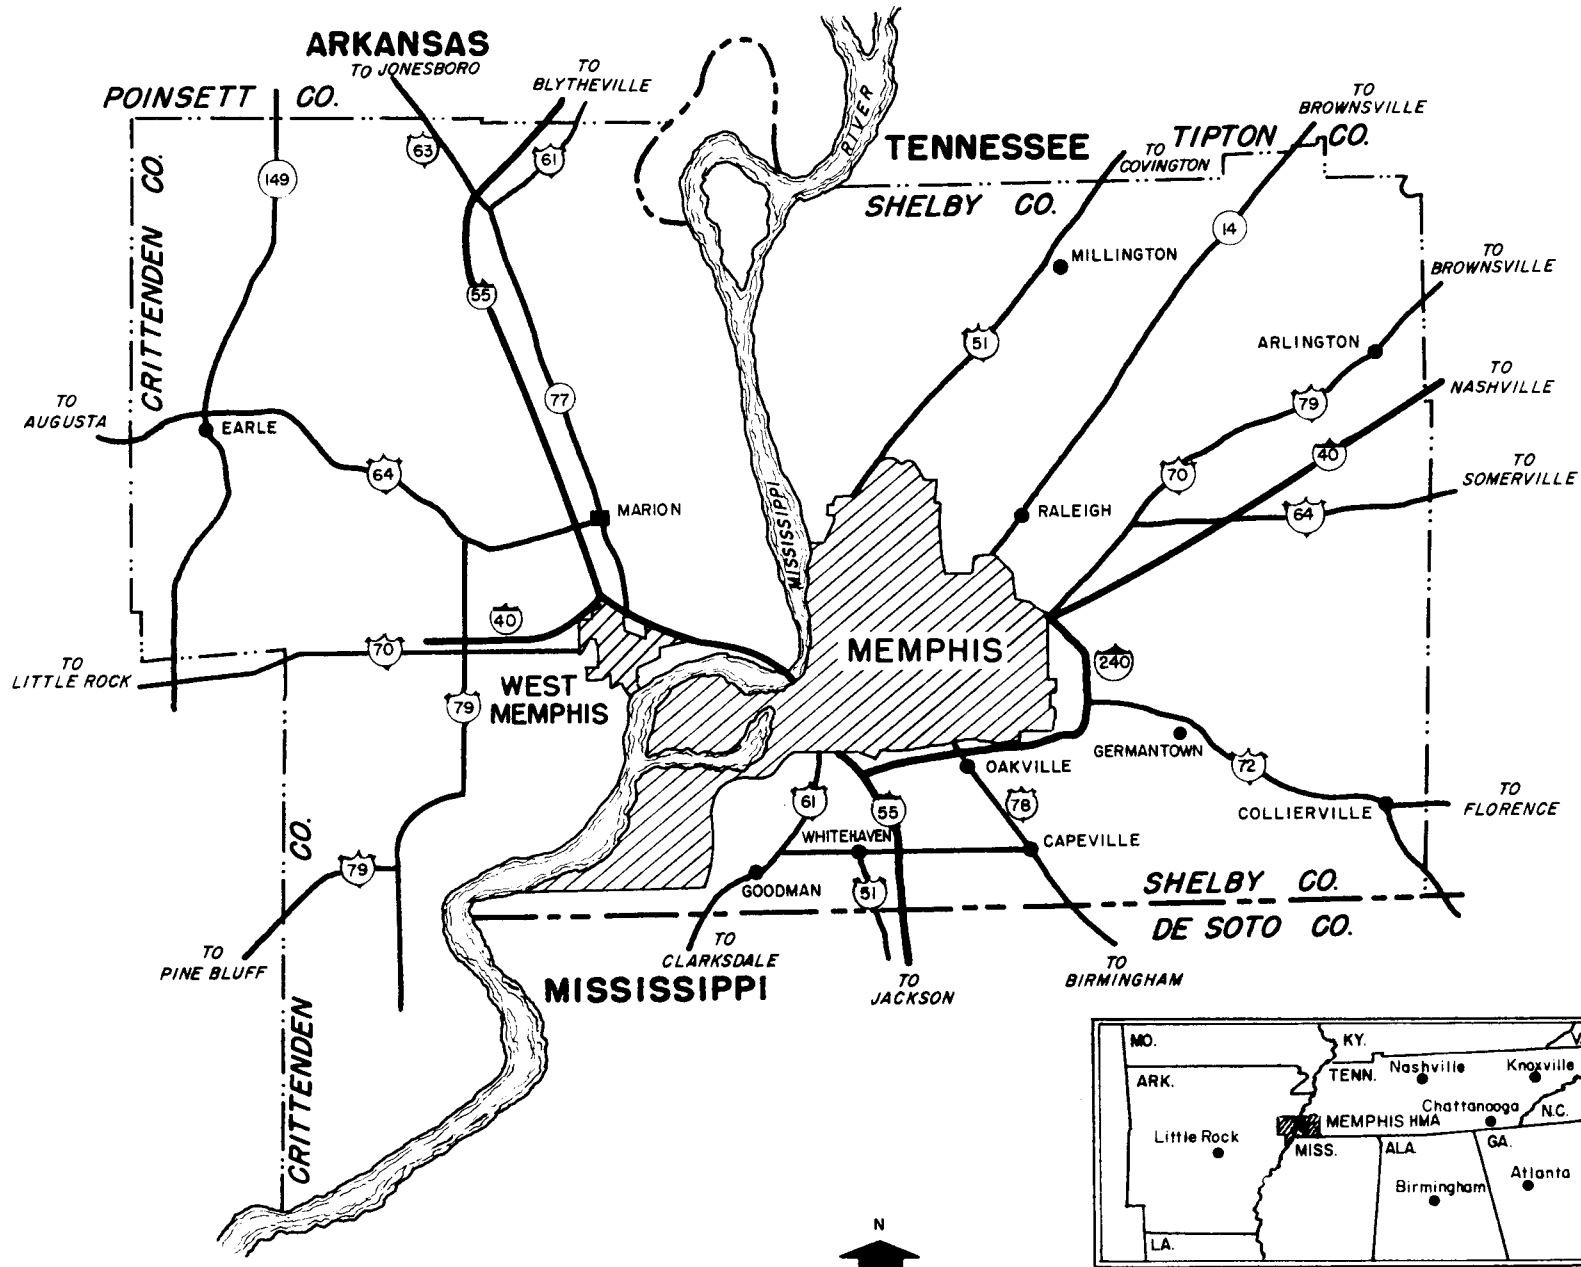 ARKANSAS
TO JONESBORO
TO
BLYTHEVILLE
POINSETT CO.
63
61
149
CRITTENDEN CO.
RIVER
TENNESSEE
TIPTON CO.
TO
BROWNSVILLE
TO
COVINGTON
SHELBY CO.
14
MILLINGTON
TO
BROWNSVILLE
55
51
ARLINGTON
TO
NASHVILLE
77
79
TO
AUGUSTA
EARLE
40
64
70
TO
SOMERVILLE
MARION
MISSISSIPPI
RALEIGH
64
40
70
TO
LITTLE ROCK
MEMPHIS
240
WEST
MEMPHIS
79
GERMANTOWN
OAKVILLE
72
61
55
78
COLLIERVILLE
TO
FLORENCE
WHITEHAVEN
CAPEVILLE
CO.
79
GOODMAN
51
SHELBY CO.
DE SOTO CO.
TO
PINE BLUFF
TO
CLARKSDALE
MISSISSIPPI
TO
JACKSON
TO
BIRMINGHAM
CRITTENDEN
MO.
KY.
V
ARK.
TENN.
Nashville
Knoxville
Chattanooga
N.C.
MEMPHIS HMA
Little Rock
MISS.
ALA
GA.
Birmingham
Atlanta
LA.
N